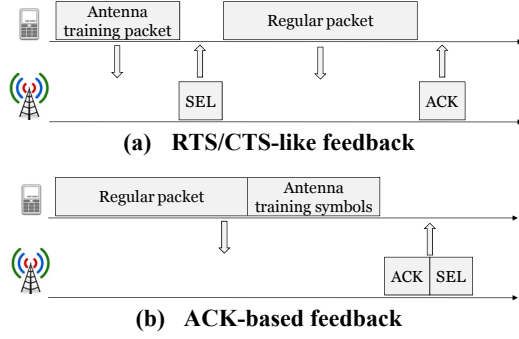 Antenna
training packet
Regular packet
SEL
ACK
(a) RTS/CTS-like feedback
Regular packet
Antenna
training symbols
ACK
SEL
(b) ACK-based feedback